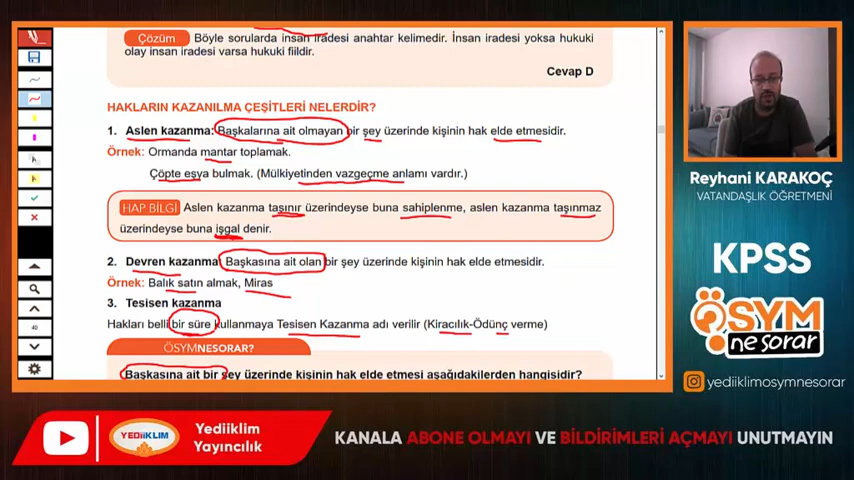 Çözüm Böyle sorularda insan iradesi anahtar kelimedir. İnsan iradesi yoksa hukuki
olay insan iradesi varsa hukuki fiildir.
Cevap D
HAKLARIN KAZANILMA ÇEŞİTLERİ NELERDİR?
1. Aslen kazanma: Başkalarına ait olmayan bir şey üzerinde kişinin hak elde etmesidir.
Örnek: Ormanda mantar toplamak.
Çöpte eşya bulmak. (Mülkiyetinden vazgeçme anlamı vardır.)
HAP BİLGİ Aslen kazanma taşınır üzerindeyse buna sahiplenme, aslen kazanma taşınmaz
üzerindeyse buna işgal denir.
2. Devren kazanma: Başkasına ait olan bir şey üzerinde kişinin hak elde etmesidir.
Örnek: Balık satın almak, Miras
3. Tesisen kazanma
Hakları belli bir süre kullanmaya Tesisen Kazanma adı verilir (Kiracılık-Ödünç verme)
ÖSYMNESORAR?
Başkasına ait bir şey üzerinde kişinin hak elde etmesi aşağıdakilerden hangisidir?
40
Reyhani KARAKOÇ
VATANDAŞLIK ÖĞRETMENİ
KPSS
ÖSYM
ne sorar
yediiklimosymnesorar
YEDİİKLİM
Yediiklim
Yayıncılık
KANALA ABONE OLMAYI VE BİLDİRİMLERİ AÇMAYI UNUTMAYIN